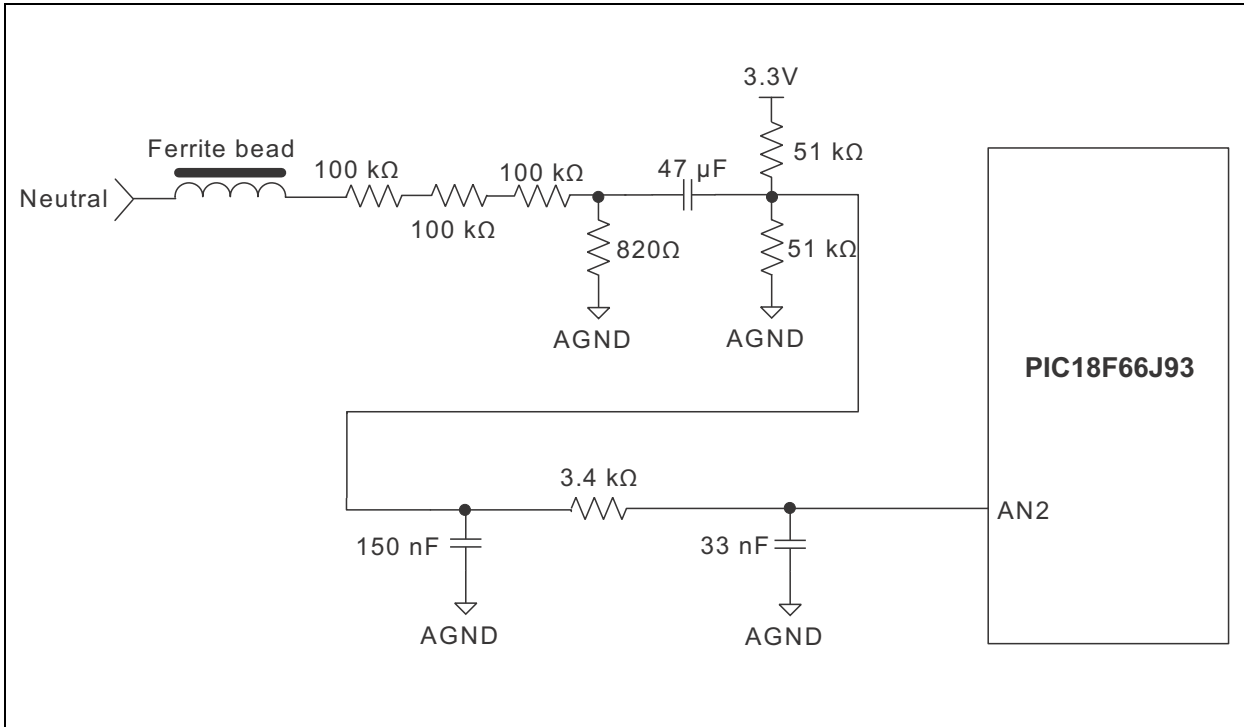 3.3V
Ferrite bead
51 kΩ
100 kΩ
100 kΩ
47 µF
Neutral
100 kΩ
820Ω
51 kΩ
AGND
AGND
PIC18F66J93
3.4 kΩ
AN2
150 nF
33 nF
AGND
AGND